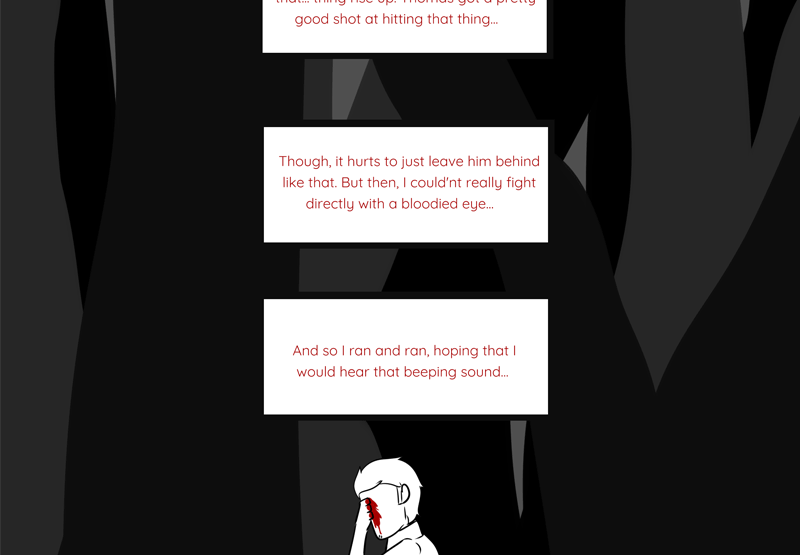 that... thing rise up. Thomas got a pretty
good shot at hitting that thing...
Though, it hurts to just leave him behind
like that. But then, I could'nt really fight
directly with a bloodied eye...
And so I ran and ran, hoping that I
would hear that beeping sound...